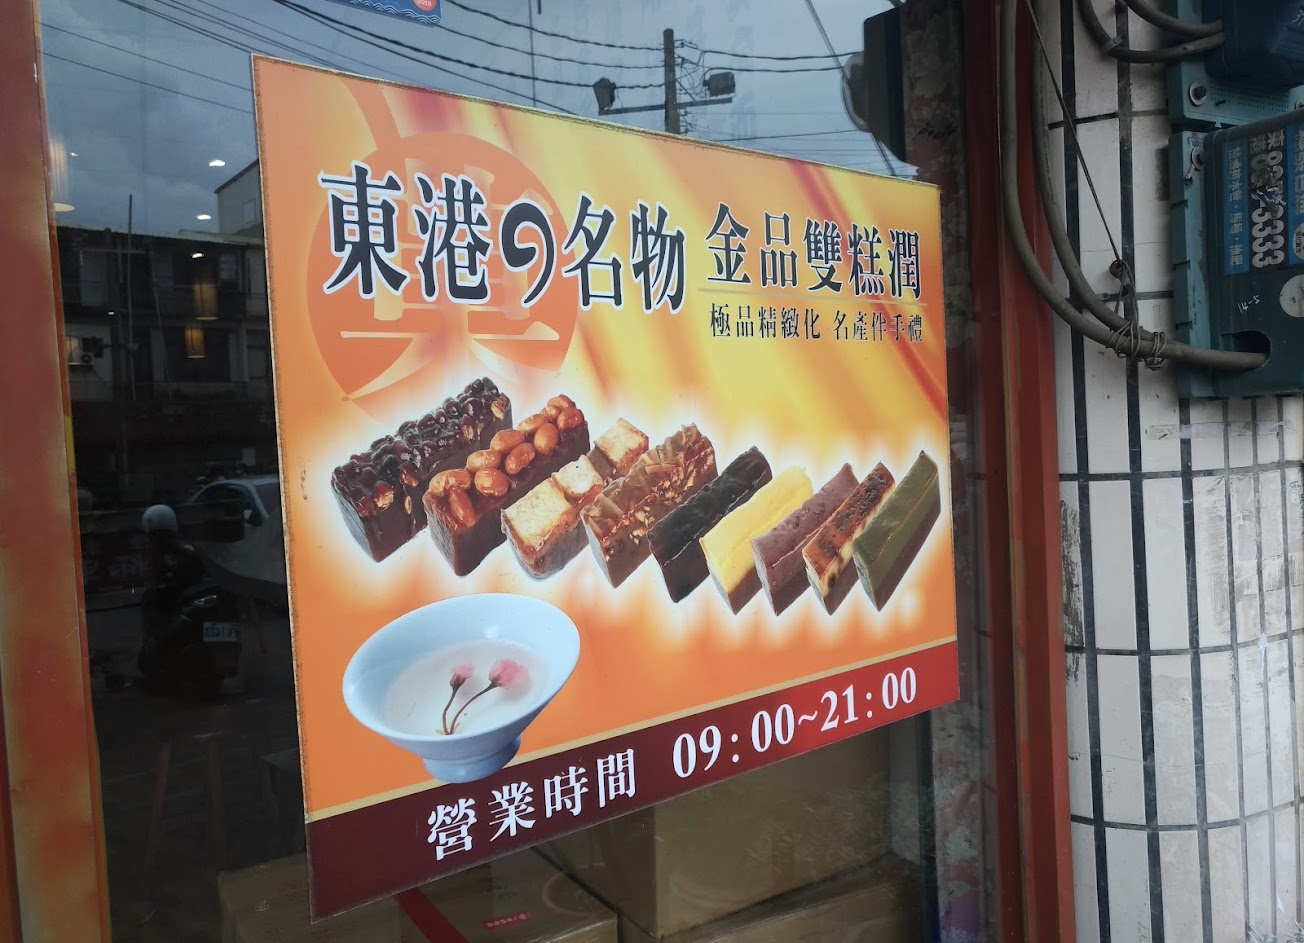 東港の名物 金品雙糕潤
極品精緻化 名產伴手禮
營業時間 09:00~21:00